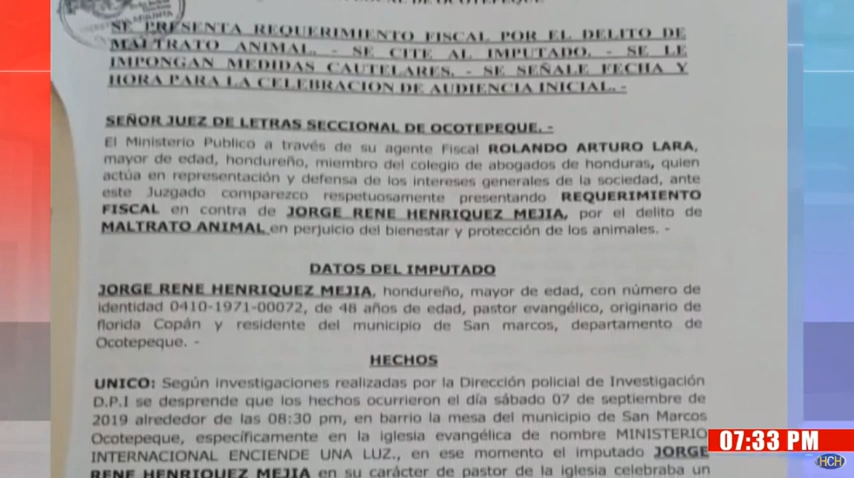 SE PRESENTA REQUERIMIENTO FISCAL POR EL DELITO DE
MALTRATO ANIMAL. - SE CITE AL IMPUTADO. - SE LE
IMPONGAN MEDIDAS CAUTELARES. - SE SEÑALE FECHA Y
HORA PARA LA CELEBRACION DE AUDIENCIA INICIAL. -
SEÑOR JUEZ DE LETRAS SECCIONAL DE OCOTEPEQUE. -
El Ministerio Publico a través de su agente Fiscal ROLANDO ARTURO LARA,
mayor de edad, hondureño, miembro del colegio de abogados de honduras, quien
actúa en representación y defensa de los intereses generales de la sociedad, ante
este Juzgado comparezco respetuosamente presentando REQUERIMIENTO
FISCAL en contra de JORGE RENE HENRIQUEZ MEJIA, por el delito de
MALTRATO ANIMAL en perjuicio del bienestar y protección de los animales. -
DATOS DEL IMPUTADO
JORGE RENE HENRIQUEZ MEJIA, hondureño, mayor de edad, con número de
identidad 0410-1971-00072, de 48 años de edad, pastor evangélico, originario de
florida Copán y residente del municipio de San marcos, departamento de
Ocotepeque. -
HECHOS
UNICO: Según investigaciones realizadas por la Dirección policial de Investigación
D.P.I se desprende que los hechos ocurrieron el día sábado 07 de septiembre de
2019 alrededor de las 08:30 pm, en barrio la mesa del municipio de San Marcos
Ocotepeque, específicamente en la iglesia evangélica de nombre MINISTERIO
INTERNACIONAL ENCIENDE UNA LUZ., en ese momento el imputado JORGE
RENE HENRIQUEZ MEJIA en su carácter de pastor de la iglesia celebraba un
07:33 PM
HCH